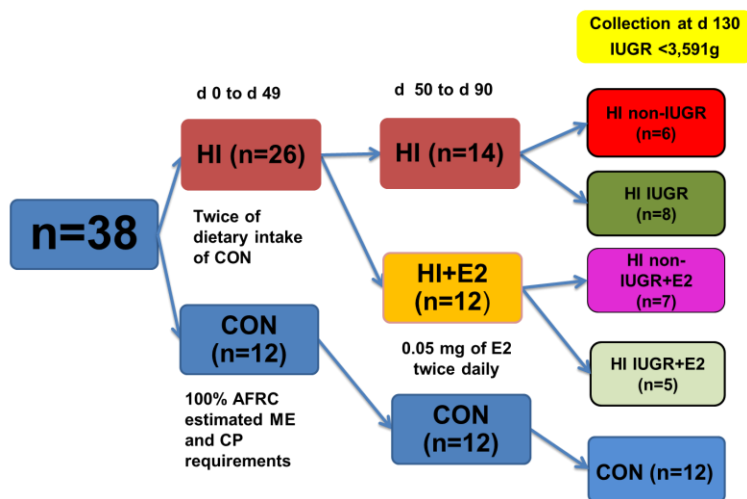 Collection at d 130
IUGR <3,591g
d 0 to d 49
d 50 to d 90
HI non-IUGR
(n=6)
HI (n=26)
HI (n=14)
HI IUGR
(n=8)
n=38
Twice of
dietary intake
of CON
HI+E2
(n=12)
HI non-
IUGR+E2
(n=7)
CON
(n=12)
0.05 mg of E2
twice daily
HI IUGR+E2
(n=5)
100% AFRC
estimated ME
and CP
requirements
CON
(n=12)
CON (n=12)